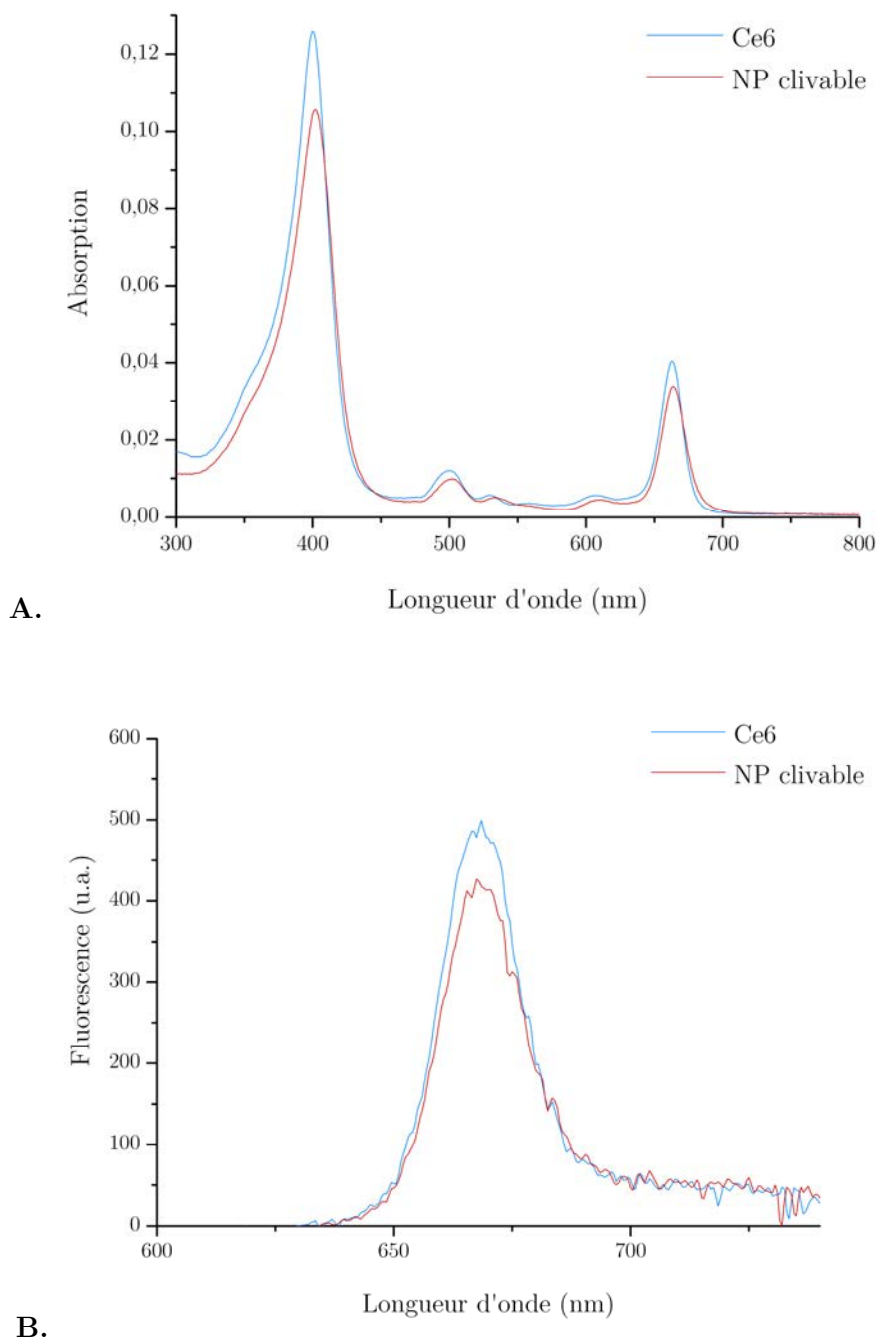 Ce6
NP clivable
0,12
0,10
0,08
0,06
0,04
0,02
0,00
Absorption
300
400
500
600
700
800
Longueur d'onde (nm)
A.
Ce6
NP clivable
600
500
400
300
200
100
0
Fluorescence (u.a.)
600
650
700
Longueur d'onde (nm)
B.